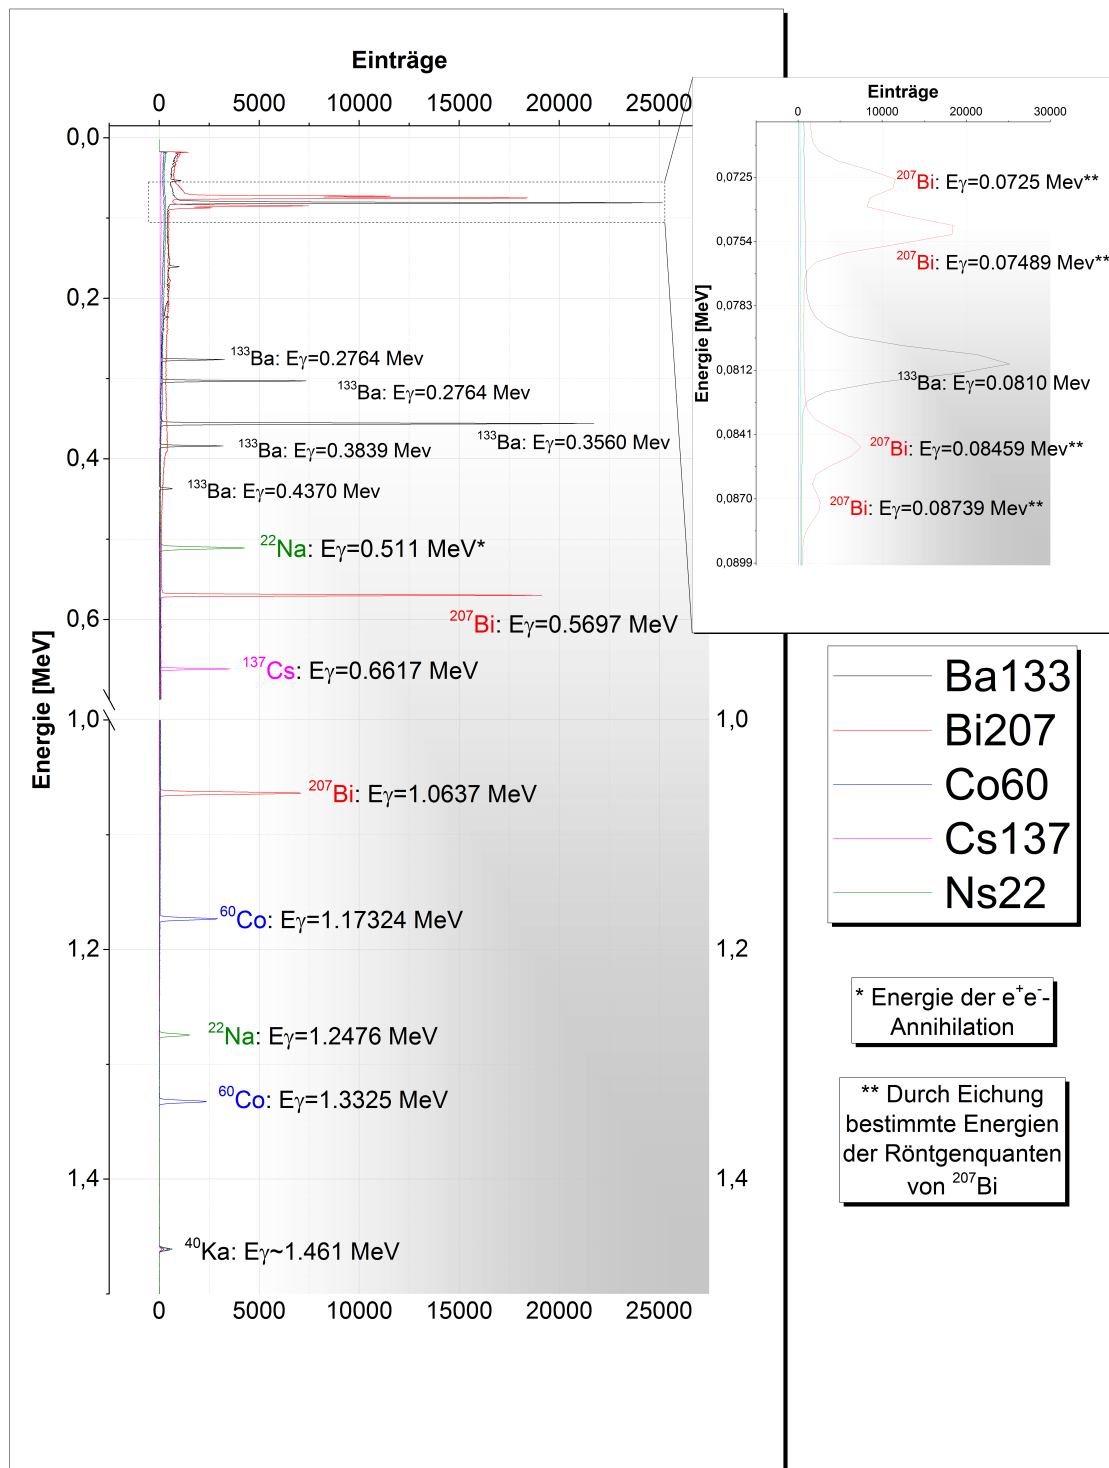 Einträge
0 5000 10000 15000 20000 25000
0,0
0,2
0,4
0,6
1,0
1,2
1,4
Energie [MeV]
¹³³Ba: Eγ=0.2764 Mev
¹³³Ba: Eγ=0.2764 Mev
¹³³Ba: Eγ=0.3560 Mev
¹³³Ba: Eγ=0.3839 Mev
¹³³Ba: Eγ=0.4370 Mev
²²Na: Eγ=0.511 MeV*
²⁰⁷Bi: Eγ=0.5697 MeV
¹³⁷Cs: Eγ=0.6617 MeV
²⁰⁷Bi: Eγ=1.0637 MeV
⁶⁰Co: Eγ=1.17324 MeV
²²Na: Eγ=1.2476 MeV
⁶⁰Co: Eγ=1.3325 MeV
⁴⁰Ka: Eγ~1.461 MeV
1,0
1,2
1,4
0 5000 10000 15000 20000 25000
Einträge
0 10000 20000 30000
0,0725
0,0754
0,0783
0,0812
0,0841
0,0870
0,0899
Energie [MeV]
²⁰⁷Bi: Eγ=0.0725 Mev**
²⁰⁷Bi: Eγ=0.07489 Mev**
¹³³Ba: Eγ=0.0810 Mev
²⁰⁷Bi: Eγ=0.08459 Mev**
²⁰⁷Bi: Eγ=0.08739 Mev**
Ba133
Bi207
Co60
Cs137
Ns22
* Energie der e⁺e⁻-
Annihilation
** Durch Eichung
bestimmte Energien
der Röntgenquanten
von ²⁰⁷Bi